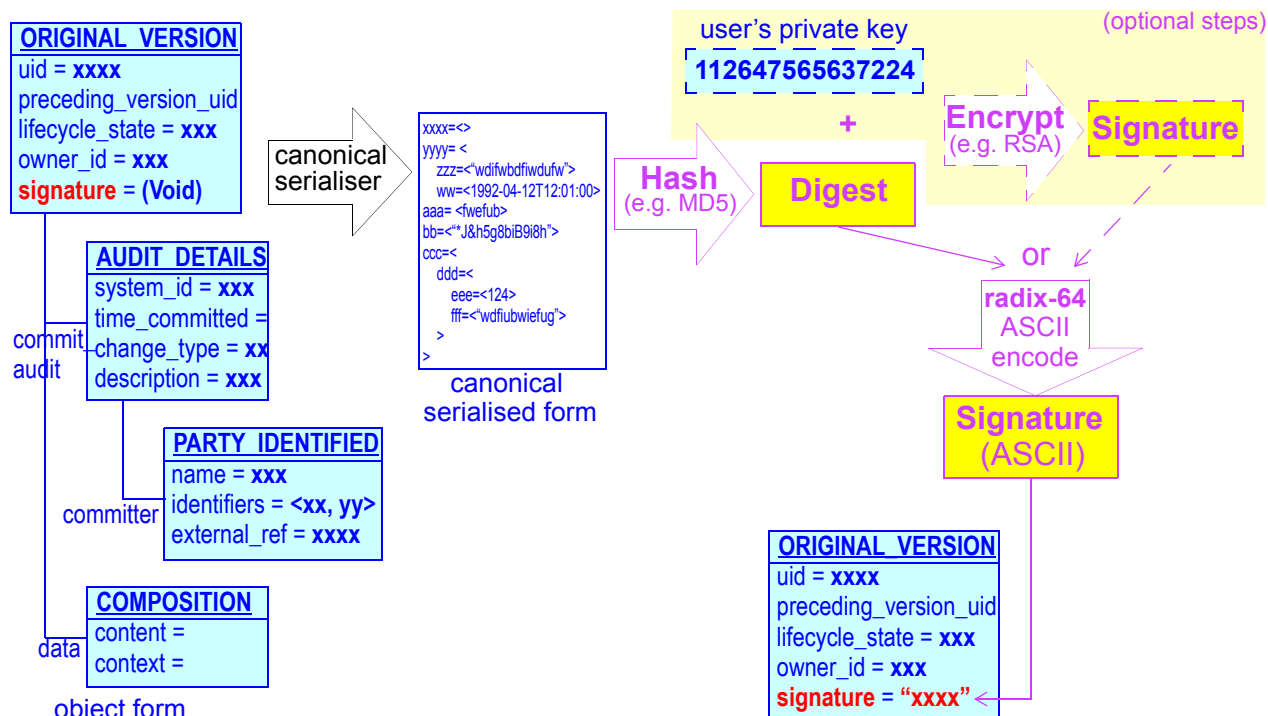 ORIGINAL_VERSION
uid = xxxx
preceding_version_uid
lifecycle_state = xxx
owner_id = xxx
signature = (Void)
commit_
audit
AUDIT_DETAILS
system_id = xxx
time_committed =
change_type = xx
description = xxx
committer
PARTY_IDENTIFIED
name = xxx
identifiers = <xx, yy>
external_ref = xxxx
data
COMPOSITION
content =
context =
object form
canonical
serialiser
xxxx=<>
yyyy= <
zzz=<“wdifwbdfiwdufw”>
ww=<1992-04-12T12:01:00>
aaa= <fwefub>
bb=<“*J&h5g8biB9i8h”>
ccc=<
ddd=<
eee=<124>
fff=<“wdfiubwiefug”>
>
>
canonical
serialised form
Hash
(e.g. MD5)
(optional steps)
user's private key
112647565637224
+
Digest
Encrypt
(e.g. RSA)
Signature
or
radix-64
ASCII
encode
Signature
(ASCII)
ORIGINAL_VERSION
uid = xxxx
preceding_version_uid
lifecycle_state = xxx
owner_id = xxx
signature = “xxxx”